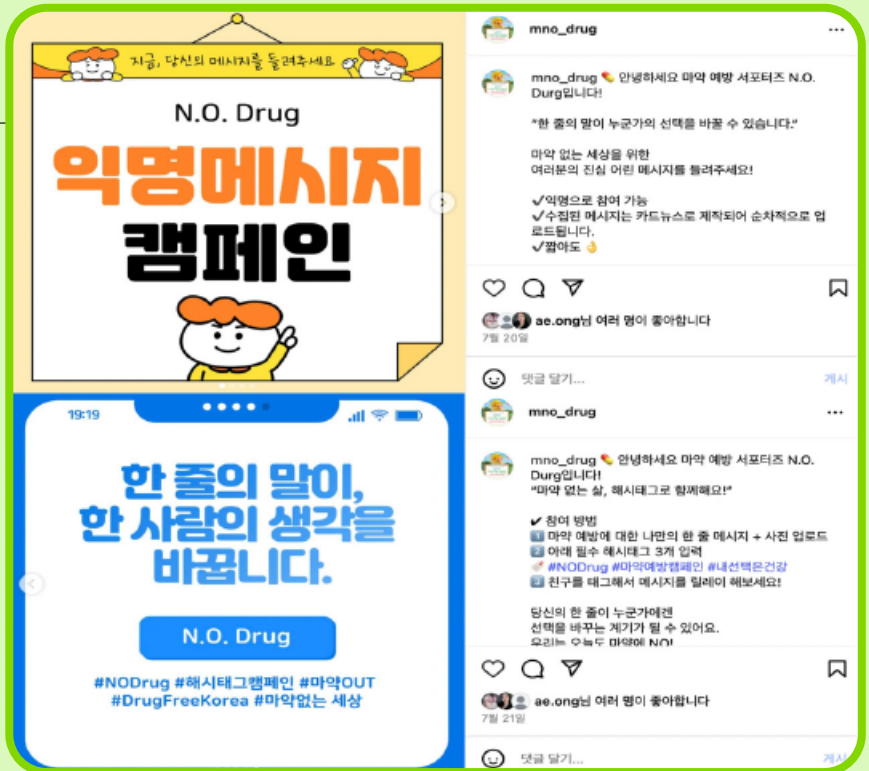 지금, 당신의 메시지를 들려주세요
N.O. Drug
익명메시지
캠페인
mno_drug
mno_drug 💊 안녕하세요 마약 예방 서포터즈 N.O.
Durg입니다!
"한 줄의 말이 누군가의 선택을 바꿀 수 있습니다."
마약 없는 세상을 위한
여러분의 진심 어린 메시지를 들려주세요!
✓익명으로 참여 가능
✓수집된 메시지는 카드뉴스로 제작되어 순차적으로 업
로드됩니다.
✓짧아도 👌
ae.ong님 여러 명이 좋아합니다
7월 20일
댓글 달기...
게시
19:19
한 줄의 말이,
한 사람의 생각을
바꿉니다.
N.O. Drug
#NODrug #해시태그캠페인 #마약OUT
#DrugFreeKorea #마약없는 세상
mno_drug
mno_drug 💊 안녕하세요 마약 예방 서포터즈 N.O.
Durg입니다!
"마약 없는 삶, 해시태그로 함께해요!"
✔ 참여 방법
1️⃣ 마약 예방에 대한 나만의 한 줄 메시지 + 사진 업로드
2️⃣ 아래 필수 해시태그 3개 입력
#NODrug #마약예방캠페인 #내선택은건강
3️⃣ 친구를 태그해서 메시지를 릴레이 해보세요!
당신의 한 줄이 누군가에겐
선택을 바꾸는 계기가 될 수 있어요.
우리는 오늘도 마약에 NO!
ae.ong님 여러 명이 좋아합니다
7월 21일
댓글 달기...
게시